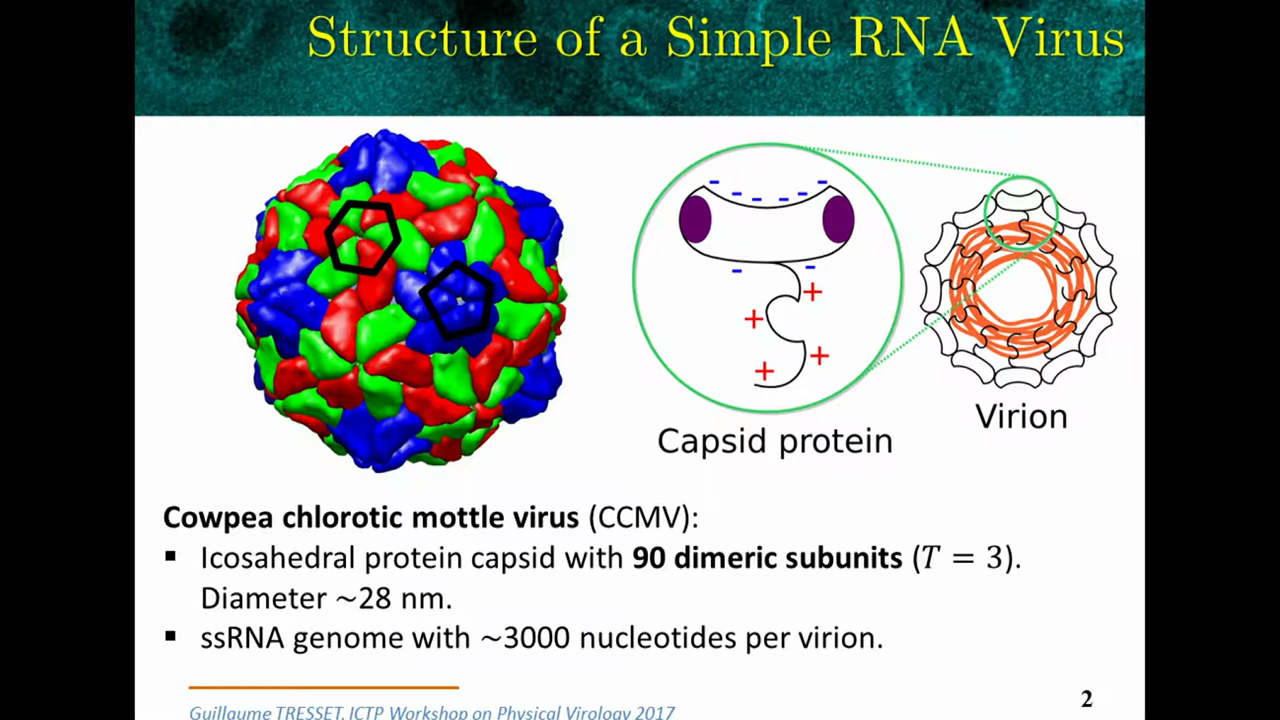 Structure of a Simple RNA Virus
- - - - - - -
- -
+
+
+
+
Capsid protein
Virion
Cowpea chlorotic mottle virus (CCMV):
▪ Icosahedral protein capsid with 90 dimeric subunits (T = 3).
Diameter ~28 nm.
▪ ssRNA genome with ~3000 nucleotides per virion.
2
Guillaume TRESSET, ICTP Workshop on Physical Virology 2017